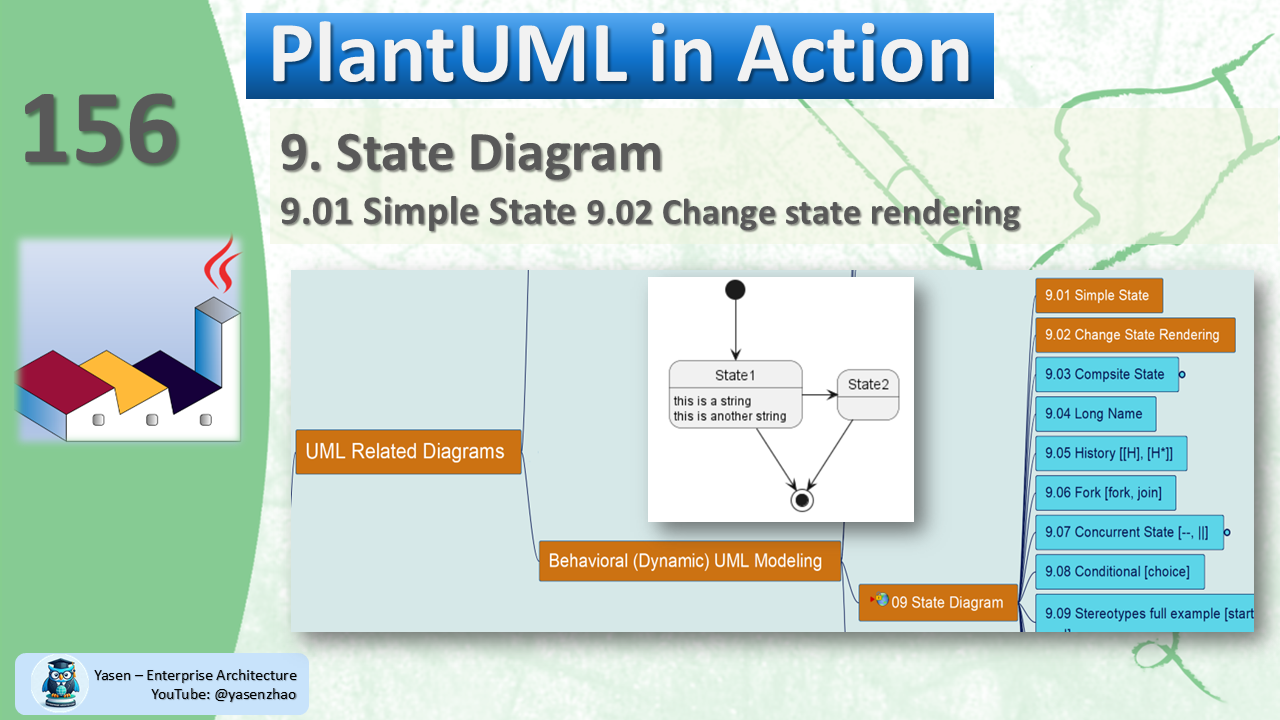 PlantUML in Action
156
9. State Diagram
9.01 Simple State 9.02 Change state rendering
State1
this is a string
this is another string
State2
UML Related Diagrams
Behavioral (Dynamic) UML Modeling
09 State Diagram
9.01 Simple State
9.02 Change State Rendering
9.03 Compsite State
9.04 Long Name
9.05 History [[H], [H*]]
9.06 Fork [fork, join]
9.07 Concurrent State [--, ||]
9.08 Conditional [choice]
9.09 Stereotypes full example [start
Yasen – Enterprise Architecture
YouTube: @yasenzhao